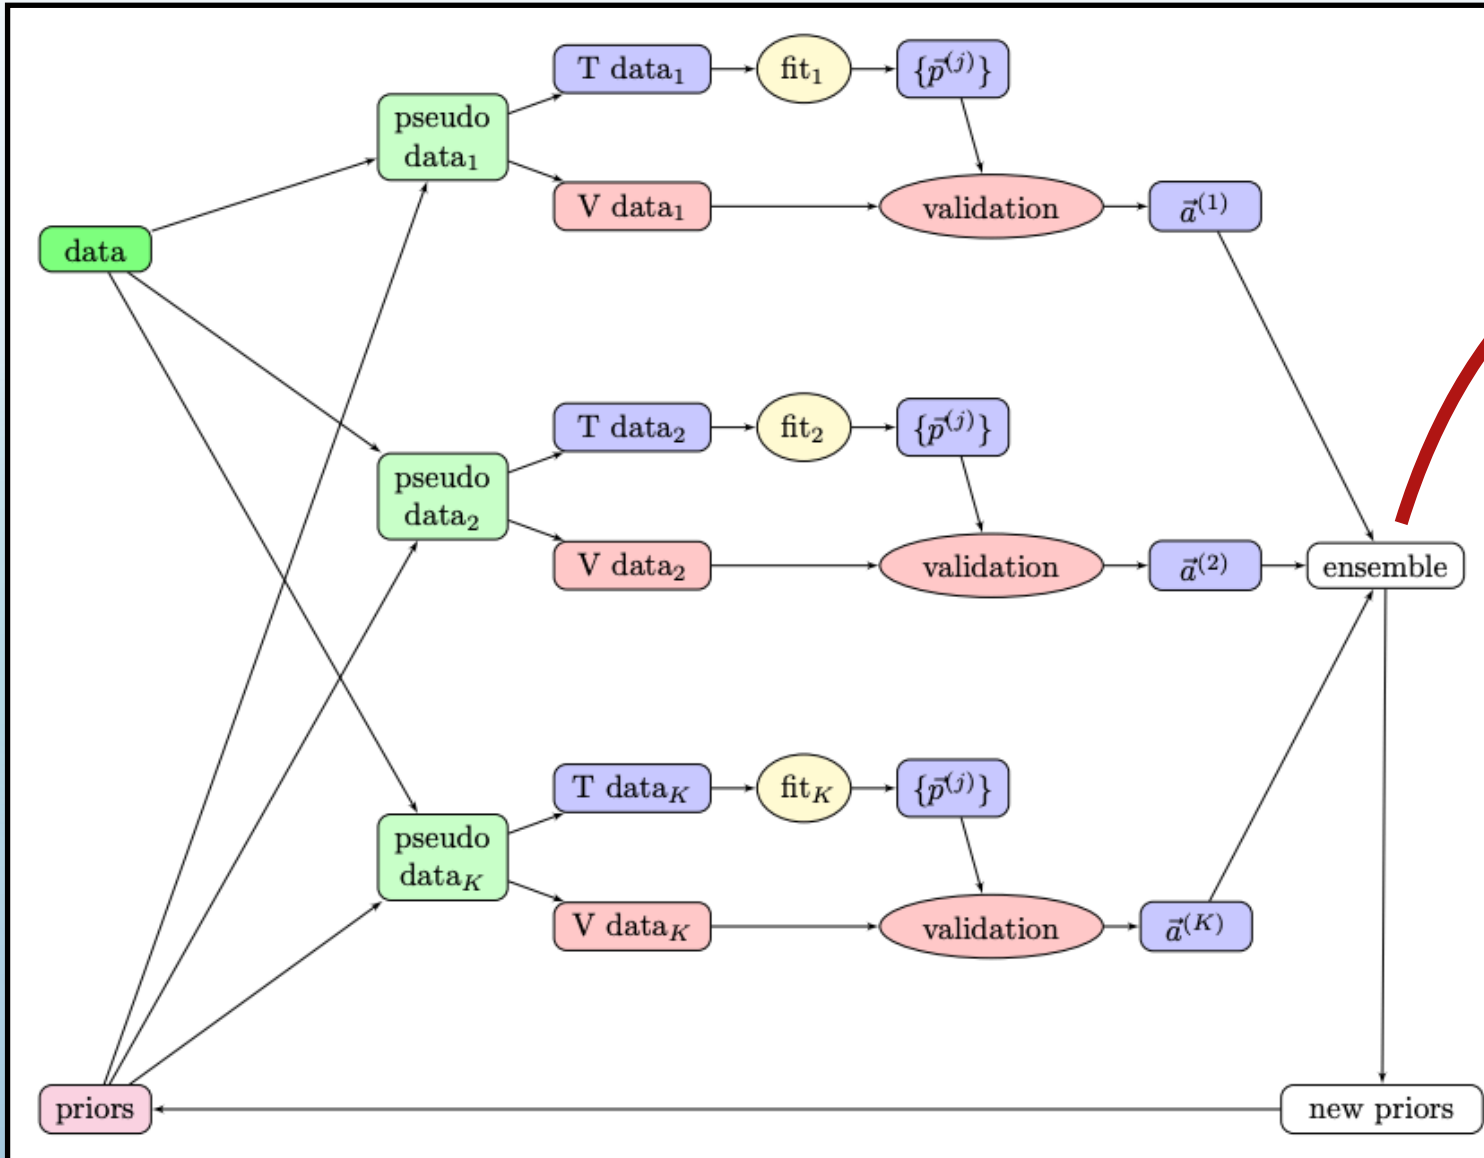 T data₁
fit₁
{p⃗⁽ʲ⁾}
pseudo
data₁
V data₁
validation
a⃗⁽¹⁾
data
T data₂
fit₂
{p⃗⁽ʲ⁾}
pseudo
data₂
V data₂
validation
a⃗⁽²⁾
ensemble
T data_K
fit_K
{p⃗⁽ʲ⁾}
pseudo
data_K
V data_K
validation
a⃗⁽ᴷ⁾
priors
new priors